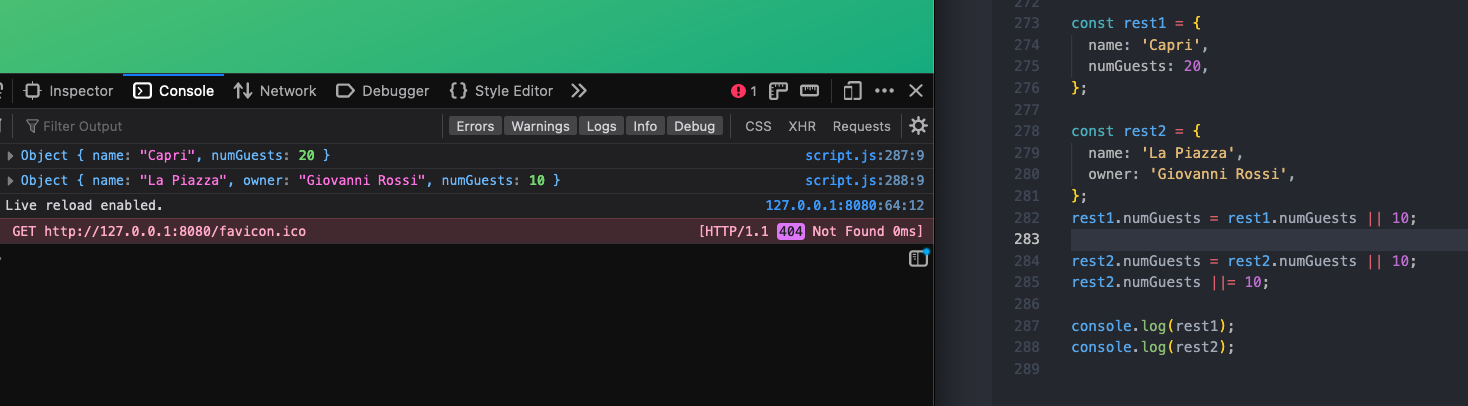 Inspector Console Network Debugger Style Editor 1
Filter Output Errors Warnings Logs Info Debug CSS XHR Requests
Object { name: "Capri", numGuests: 20 } script.js:287:9
Object { name: "La Piazza", owner: "Giovanni Rossi", numGuests: 10 } script.js:288:9
Live reload enabled. 127.0.0.1:8080:64:12
GET http://127.0.0.1:8080/favicon.ico [HTTP/1.1 404 Not Found 0ms]
272
273 const rest1 = {
274 name: 'Capri',
275 numGuests: 20,
276 };
277
278 const rest2 = {
279 name: 'La Piazza',
280 owner: 'Giovanni Rossi',
281 };
282 rest1.numGuests = rest1.numGuests || 10;
283
284 rest2.numGuests = rest2.numGuests || 10;
285 rest2.numGuests ||= 10;
286
287 console.log(rest1);
288 console.log(rest2);
289